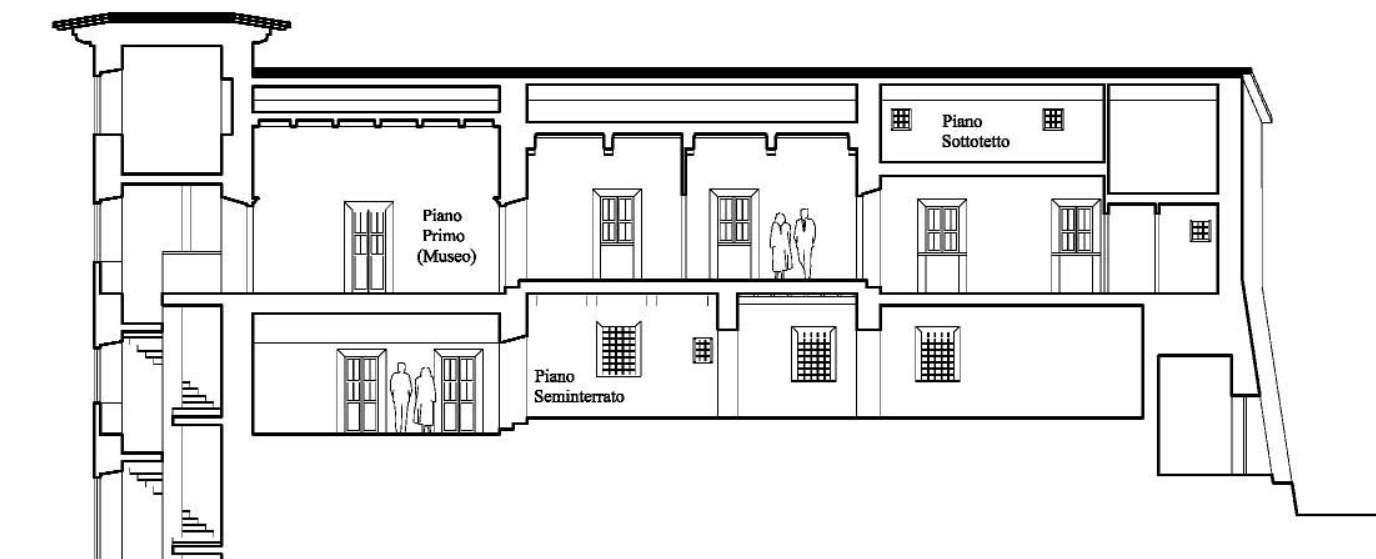 Piano
Sottotetto
Piano
Primo
(Museo)
Piano
Seminterrato